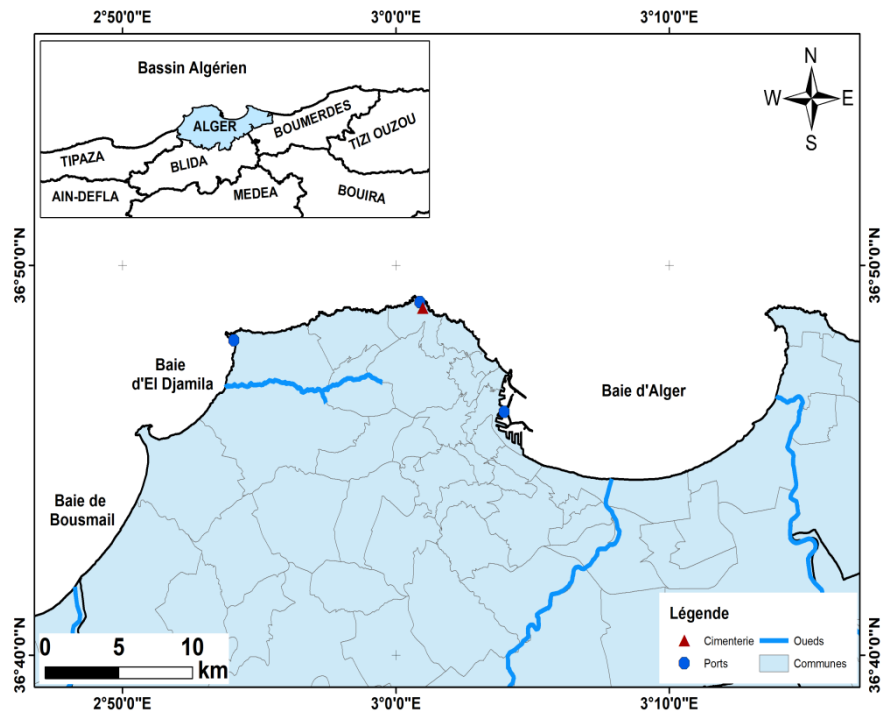 2°50'0"E 3°0'0"E 3°10'0"E
Bassin Algérien
ALGER
BOUMERDES
TIZI OUZOU
TIPAZA
BLIDA
AIN-DEFLA
MEDEA
BOUIRA
N
W E
S
36°50'0"N
36°50'0"N
Baie
d'El Djamila
Baie d'Alger
Baie de
Bousmail
Légende
Cimenterie
Oueds
Ports
Communes
0 5 10
km
36°40'0"N
36°40'0"N
2°50'0"E 3°0'0"E 3°10'0"E